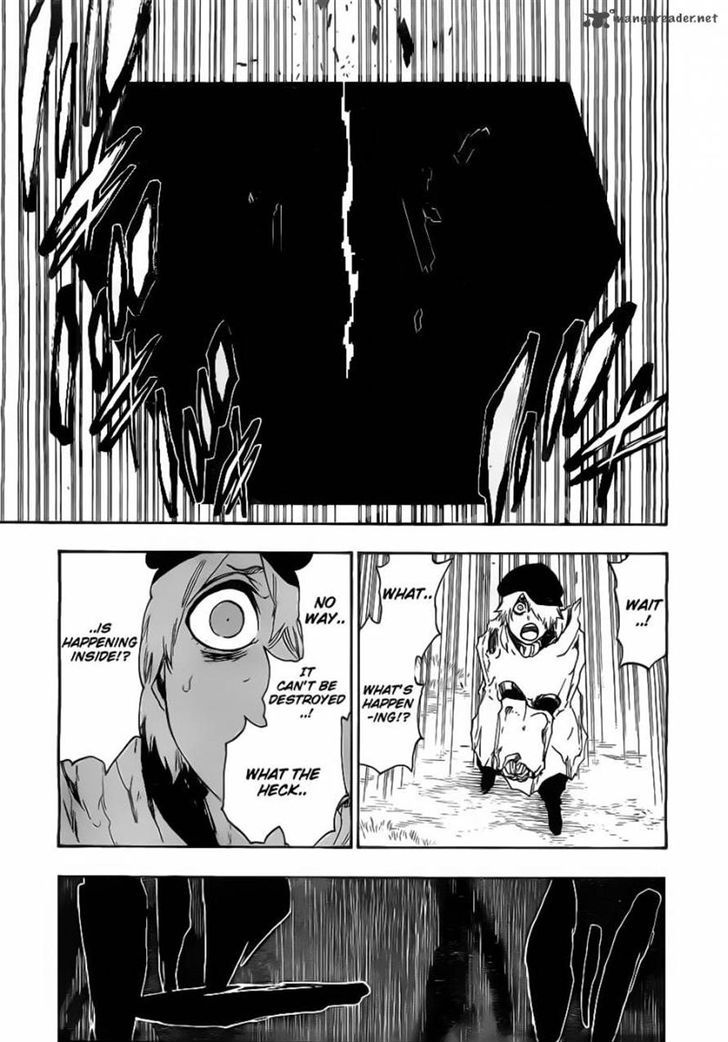 mangareader.net
WAIT
..!
WHAT..
WHAT'S
HAPPEN
-ING!?
NO
WAY..
IT
CAN'T BE
DESTROYED
..!
WHAT THE
HECK..
..IS
HAPPENING
INSIDE!?